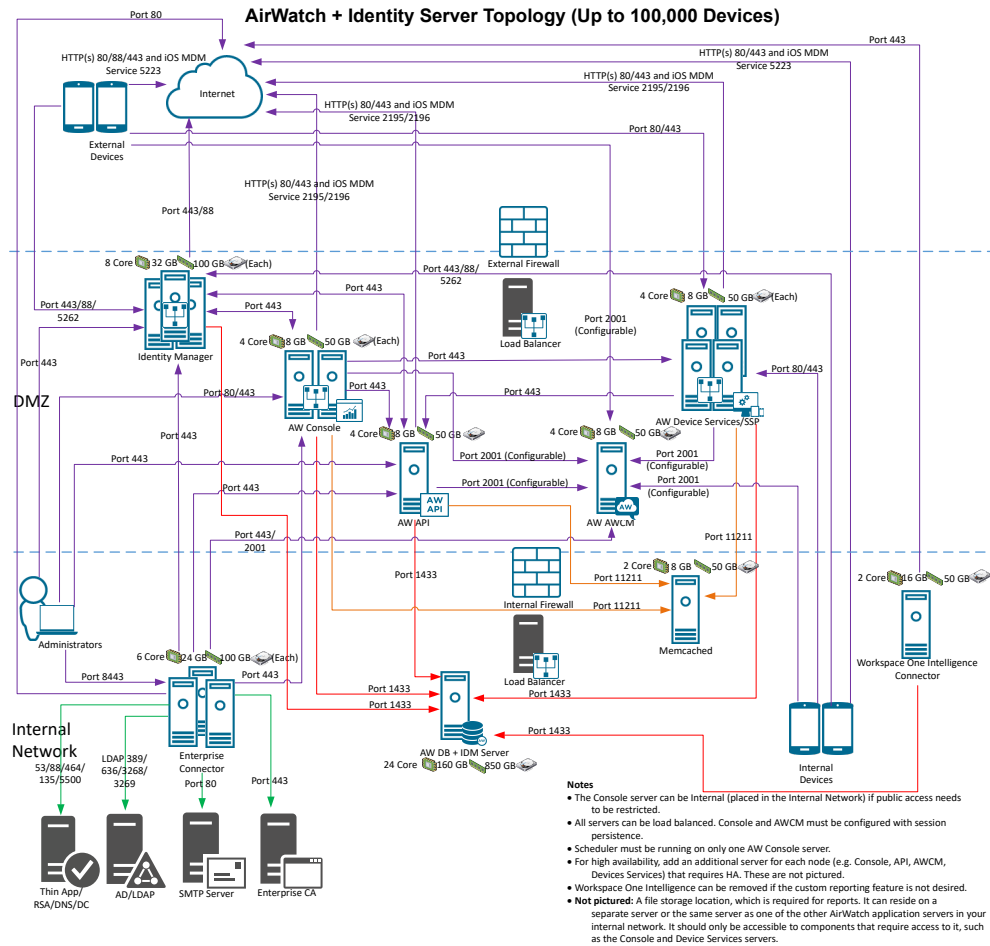 AirWatch + Identity Server Topology (Up to 100,000 Devices)
Port 80
Port 443
HTTP(s) 80/88/443 and iOS MDM
Service 5223
HTTP(s) 80/443 and iOS MDM
Service 5223
HTTP(s) 80/443 and iOS MDM
Service 2195/2196
Internet
HTTP(s) 80/443 and iOS MDM
Service 2195/2196
External
Devices
Port 80/443
HTTP(s) 80/443 and iOS MDM
Service 2195/2196
Port 443/88
External Firewall
8 Core
32 GB
100 GB
(Each)
Port 443/88/
5262
Port 443/88/
5262
Port 443
Port 443
Identity Manager
Load Balancer
Port 2001
(Configurable)
4 Core
8 GB
50 GB
(Each)
4 Core
8 GB
50 GB
(Each)
Port 443
Port 443
Port 80/443
Port 443
Port 443
DMZ
Port 80/443
AW Console
AW Device Services/SSP
4 Core
8 GB
50 GB
4 Core
8 GB
50 GB
Port 443
Port 443
Port 2001 (Configurable)
Port 2001
(Configurable)
Port 443
Port 2001 (Configurable)
Port 2001
(Configurable)
AW
API
AW
AW API
AW AWCM
Port 443/
2001
Port 11211
Port 1433
2 Core
8 GB
50 GB
2 Core
16 GB
50 GB
Port 11211
Internal Firewall
Port 11211
Memcached
Administrators
Workspace One Intelligence
Connector
6 Core
24 GB
100 GB
(Each)
Port 8443
Port 443
Load Balancer
Port 1433
Port 1433
Port 1433
Port 1433
Internal
Network
Enterprise
Connector
AW DB + IDM Server
24 Core
160 GB
850 GB
Internal
Devices
53/88/464/
135/5500
LDAP 389/
636/3268/
3269
Port 80
Port 443
Thin App/
RSA/DNS/DC
AD/LDAP
SMTP Server
Enterprise CA
Notes
• The Console server can be Internal (placed in the Internal Network) if public access needs
to be restricted.
• All servers can be load balanced. Console and AWCM must be configured with session
persistence.
• Scheduler must be running on only one AW Console server.
• For high availability, add an additional server for each node (e.g. Console, API, AWCM,
Devices Services) that requires HA. These are not pictured.
• Workspace One Intelligence can be removed if the custom reporting feature is not desired.
• Not pictured: A file storage location, which is required for reports. It can reside on a
separate server or the same server as one of the other AirWatch application servers in your
internal network. It should only be accessible to components that require access to it, such
as the Console and Device Services servers.